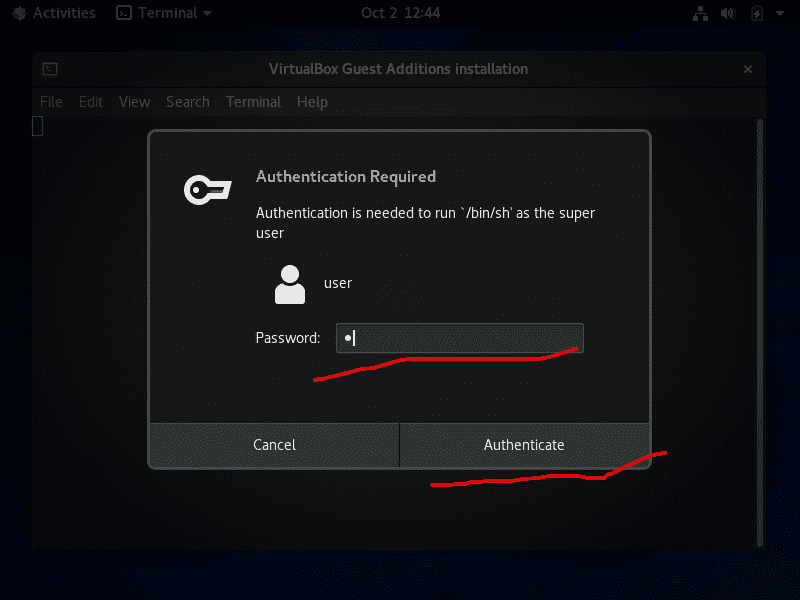 Activities Terminal Oct 2 12:44
VirtualBox Guest Additions installation
File Edit View Search Terminal Help
Authentication Required
Authentication is needed to run `/bin/sh' as the super
user
user
Password:
Cancel Authenticate